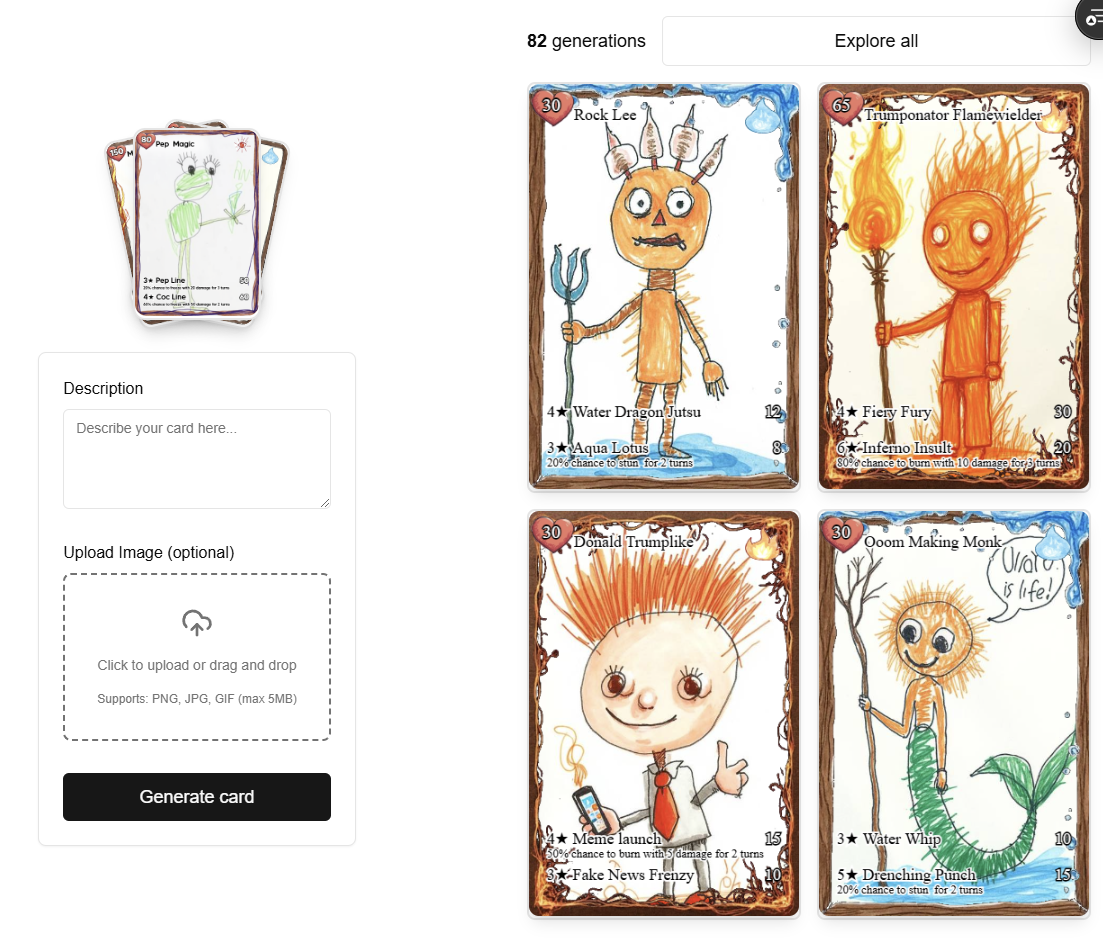 82 generations
Explore all
150 M
80 Pep Magic
3★ Pep Line
20% chance to freeze with 20 damage for 2 turns
4★ Coc Line
Description
Describe your card here...
Upload Image (optional)
Click to upload or drag and drop
Supports: PNG, JPG, GIF (max 5MB)
Generate card
30 Rock Lee
4★ Water Dragon Jutsu 12
3★ Aqua Lotus 8
20% chance to stun for 2 turns
65 Trumponator Flamewielder
4★ Fiery Fury 30
6★ Inferno Insult 20
80% chance to burn with 10 damage for 3 turns
30 Donald Trumplike
4★ Meme launch 15
50% chance to burn with 5 damage for 2 turns
3★ Fake News Frenzy 10
30 Ooom Making Monk
is life!
3★ Water Whip 10
5★ Drenching Punch 15
20% chance to stun for 2 turns